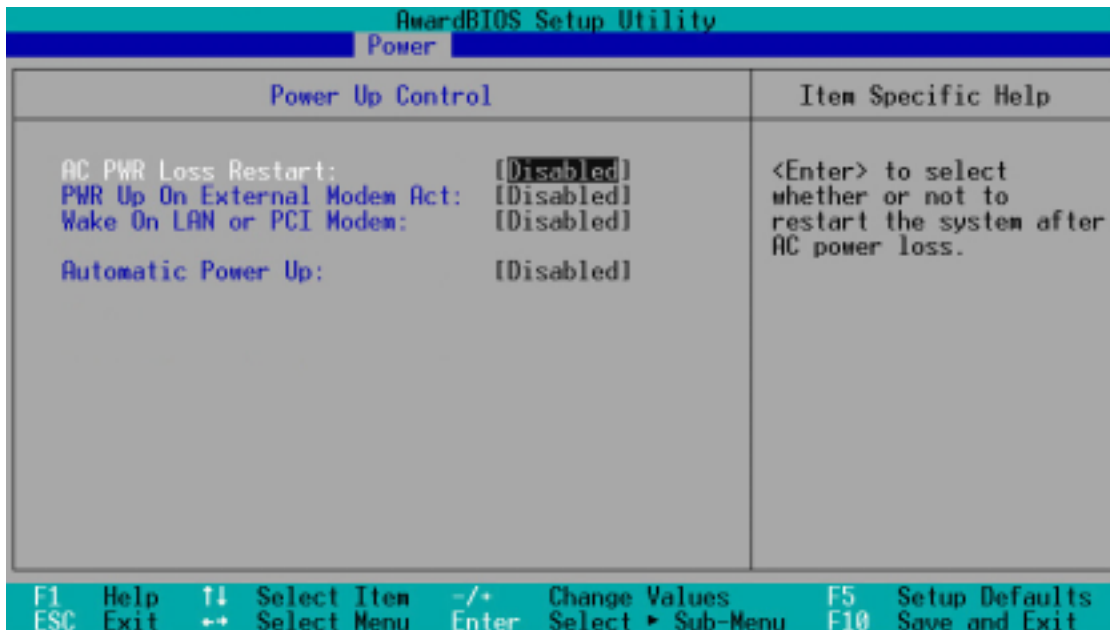 AwardBIOS Setup Utility
Power
Power Up Control
AC PWR Loss Restart: [Disabled]
PWR Up On External Modem Act: [Disabled]
Wake On LAN or PCI Modem: [Disabled]
Automatic Power Up: [Disabled]
Item Specific Help
<Enter> to select
whether or not to
restart the system after
AC power loss.
F1 Help ↑↓ Select Item -/+ Change Values F5 Setup Defaults
ESC Exit ←→ Select Menu Enter Select ► Sub-Menu F10 Save and Exit